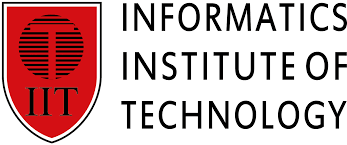 IIT
INFORMATICS
INSTITUTE OF
TECHNOLOGY